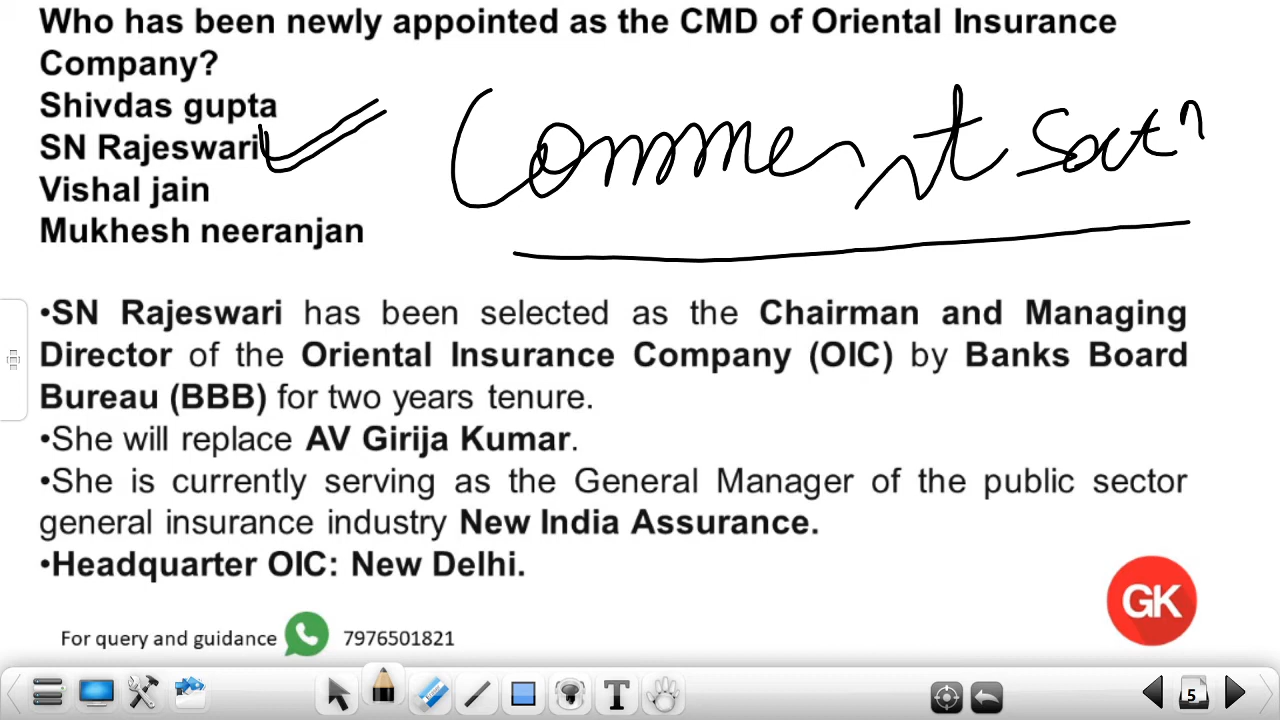 Who has been newly appointed as the CMD of Oriental Insurance
Company?
Shivdas gupta
SN Rajeswari
Vishal jain
Mukhesh neeranjan
Comment
•SN Rajeswari has been selected as the Chairman and Managing
Director of the Oriental Insurance Company (OIC) by Banks Board
Bureau (BBB) for two years tenure.
•She will replace AV Girija Kumar.
•She is currently serving as the General Manager of the public sector
general insurance industry New India Assurance.
•Headquarter OIC: New Delhi.
GK
For query and guidance 7976501821
T
5